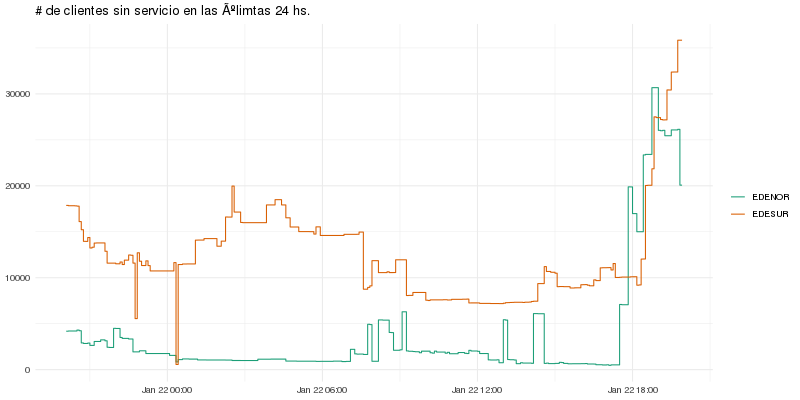 # de clientes sin servicio en las Ãºlimtas 24 hs.
30000
20000
10000
0
Jan 22 00:00 Jan 22 06:00 Jan 22 12:00 Jan 22 18:00
EDENOR
EDESUR